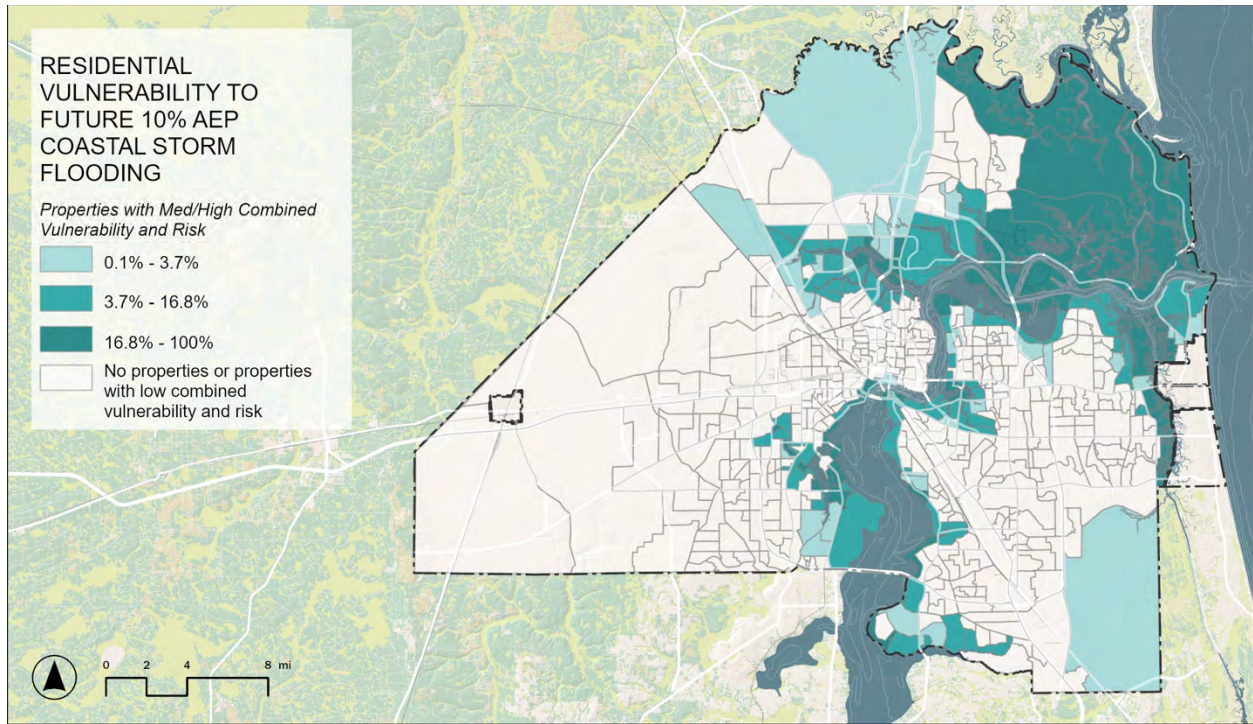 RESIDENTIAL
VULNERABILITY TO
FUTURE 10% AEP
COASTAL STORM
FLOODING
Properties with Med/High Combined
Vulnerability and Risk
0.1% - 3.7%
3.7% - 16.8%
16.8% - 100%
No properties or properties
with low combined
vulnerability and risk
0 2 4 8 mi